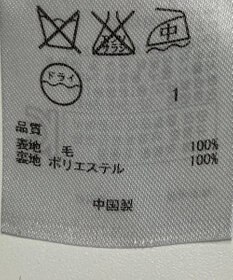 エンソ サラシ 中
ドライ
1
品質
表地 毛 100%
裏地 ポリエステル 100%
中国製